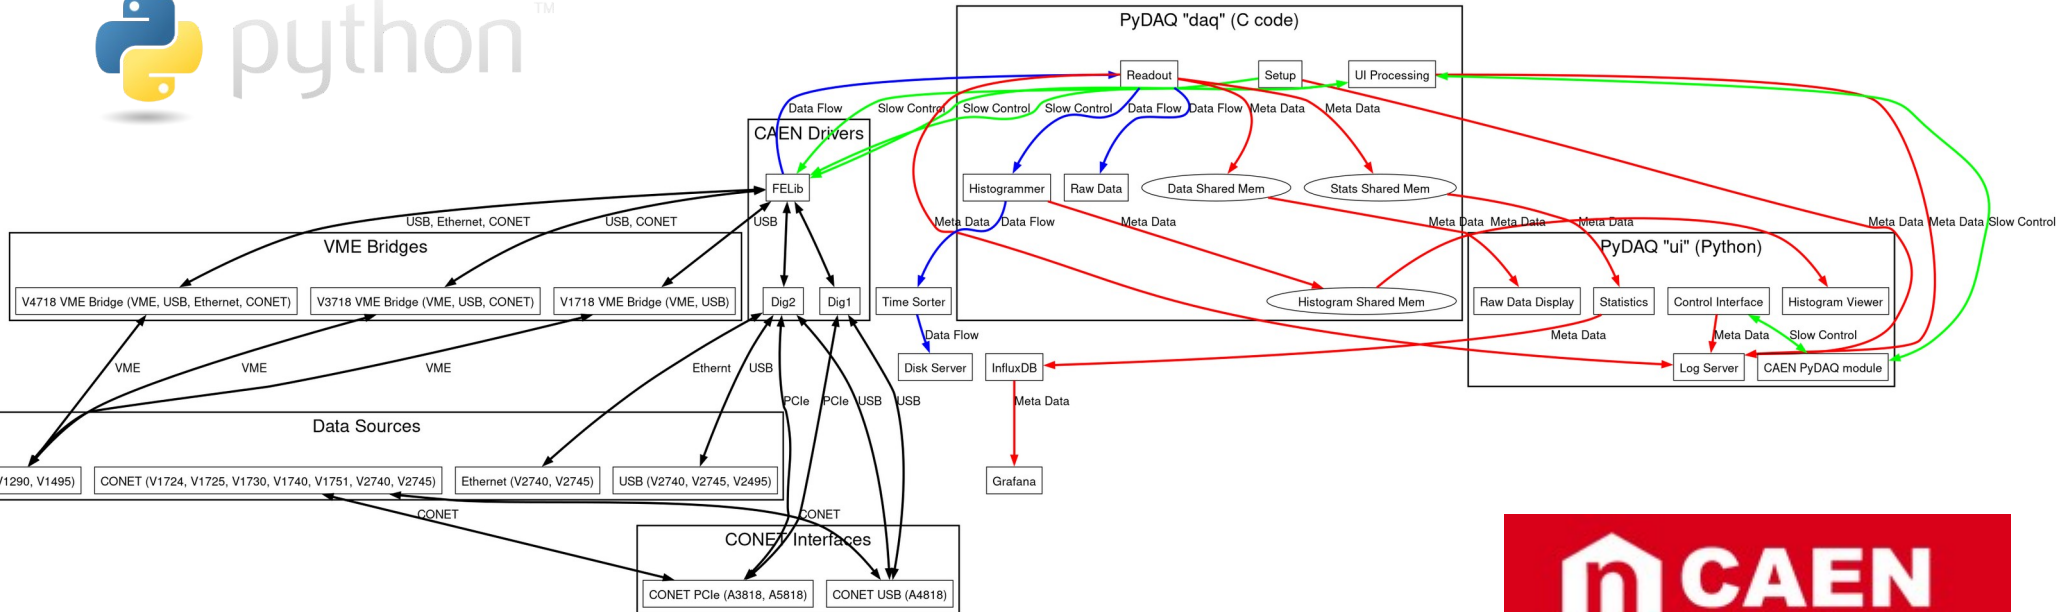 python
TM
PyDAQ "daq" (C code)
Readout
Setup
UI Processing
Data Flow
Slow Control
Slow Control
Slow Control
Data Flow
Data Flow
Meta Data
Meta Data
CAEN Drivers
FELib
Histogrammer
Raw Data
Data Shared Mem
Stats Shared Mem
USB, Ethernet, CONET
USB, CONET
USB
Meta Data
Data Flow
Meta Data
Meta Data
Meta Data
Meta Data
Meta Data
Meta Data
Slow Control
VME Bridges
PyDAQ "ui" (Python)
V4718 VME Bridge (VME, USB, Ethernet, CONET)
V3718 VME Bridge (VME, USB, CONET)
V1718 VME Bridge (VME, USB)
Dig2
Dig1
Time Sorter
Histogram Shared Mem
Raw Data Display
Statistics
Control Interface
Histogram Viewer
Data Flow
Meta Data
Meta Data
Slow Control
VME
VME
VME
Ethernt
USB
Disk Server
InfluxDB
Log Server
CAEN PyDAQ module
PCIe
PCIe
USB
USB
Meta Data
Data Sources
V1290, V1495)
CONET (V1724, V1725, V1730, V1740, V1751, V2740, V2745)
Ethernet (V2740, V2745)
USB (V2740, V2745, V2495)
Grafana
CONET
CONET
CONET Interfaces
CONET PCIe (A3818, A5818)
CONET USB (A4818)
n CAEN